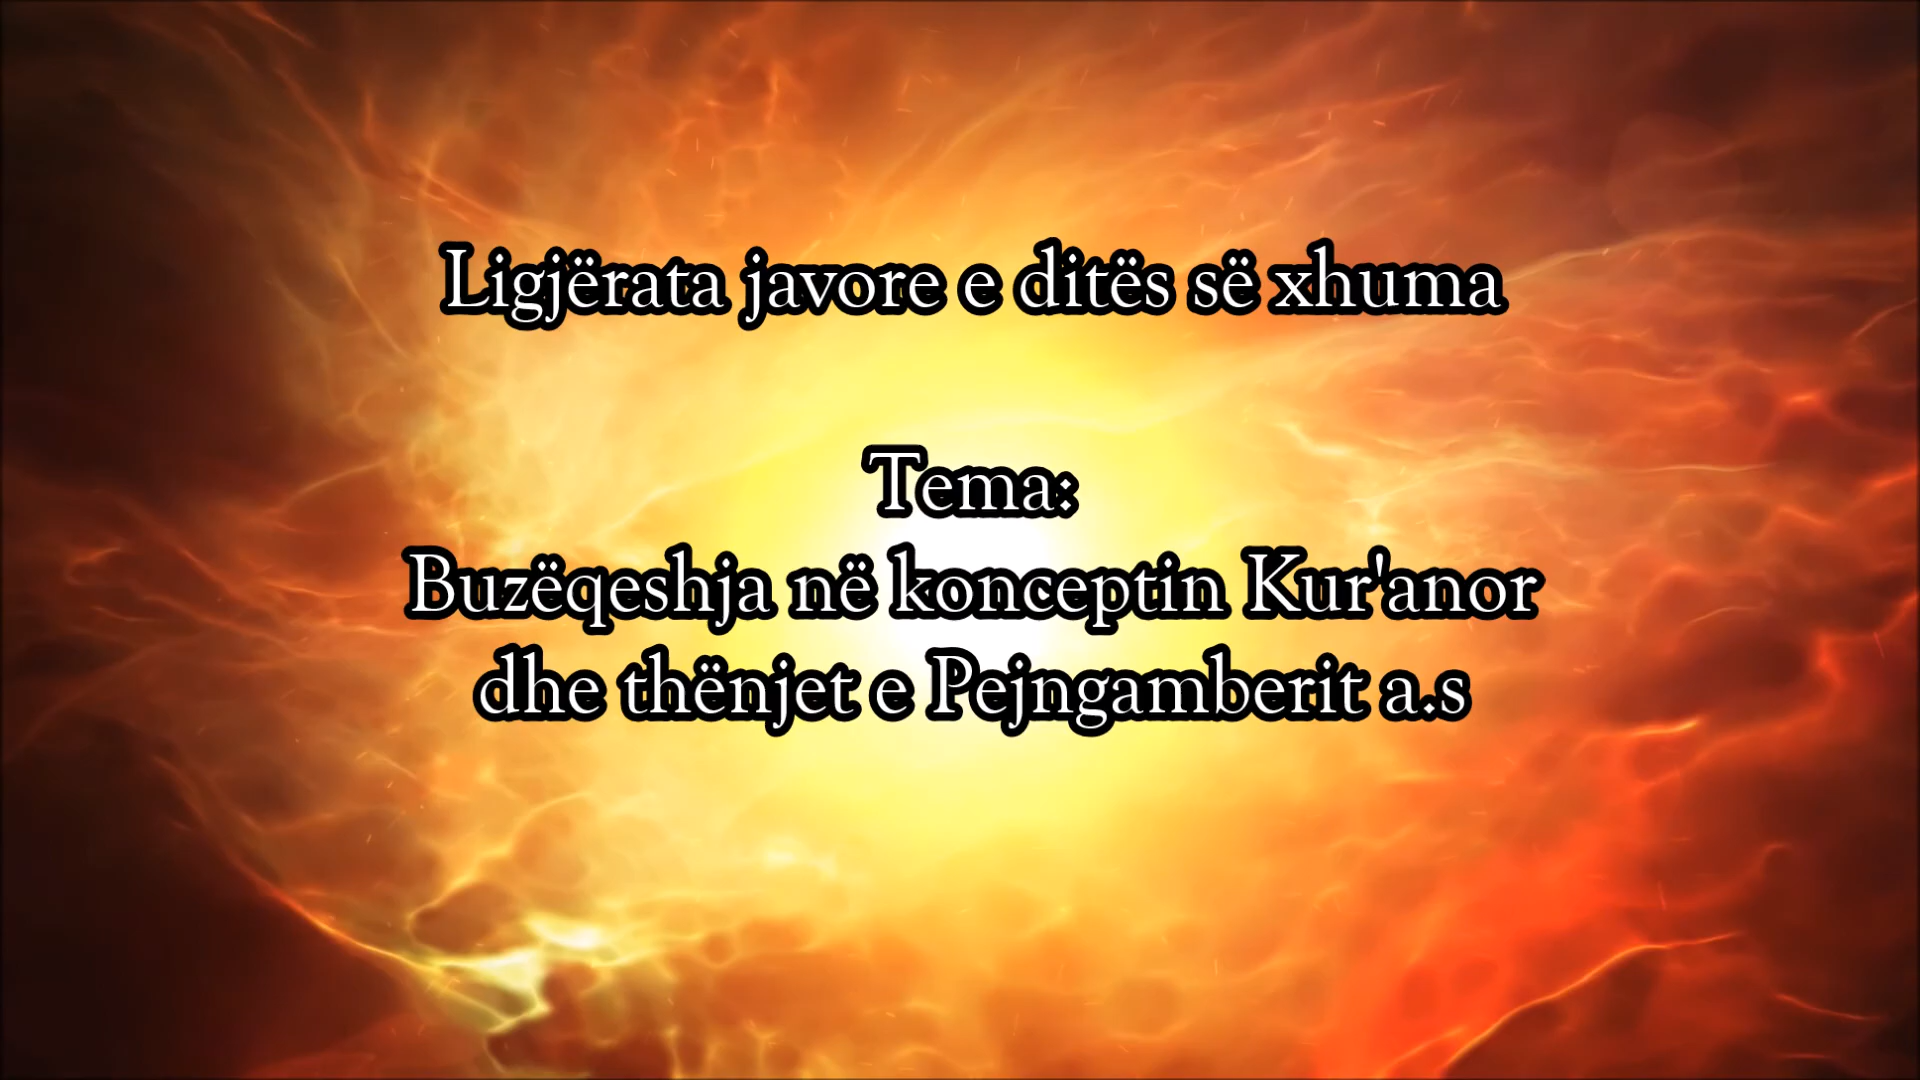 Ligjërata javore e ditës së xhuma
Tema:
Buzëqeshja në konceptin Kur'anor
dhe thënjet e Pejngamberit a.s